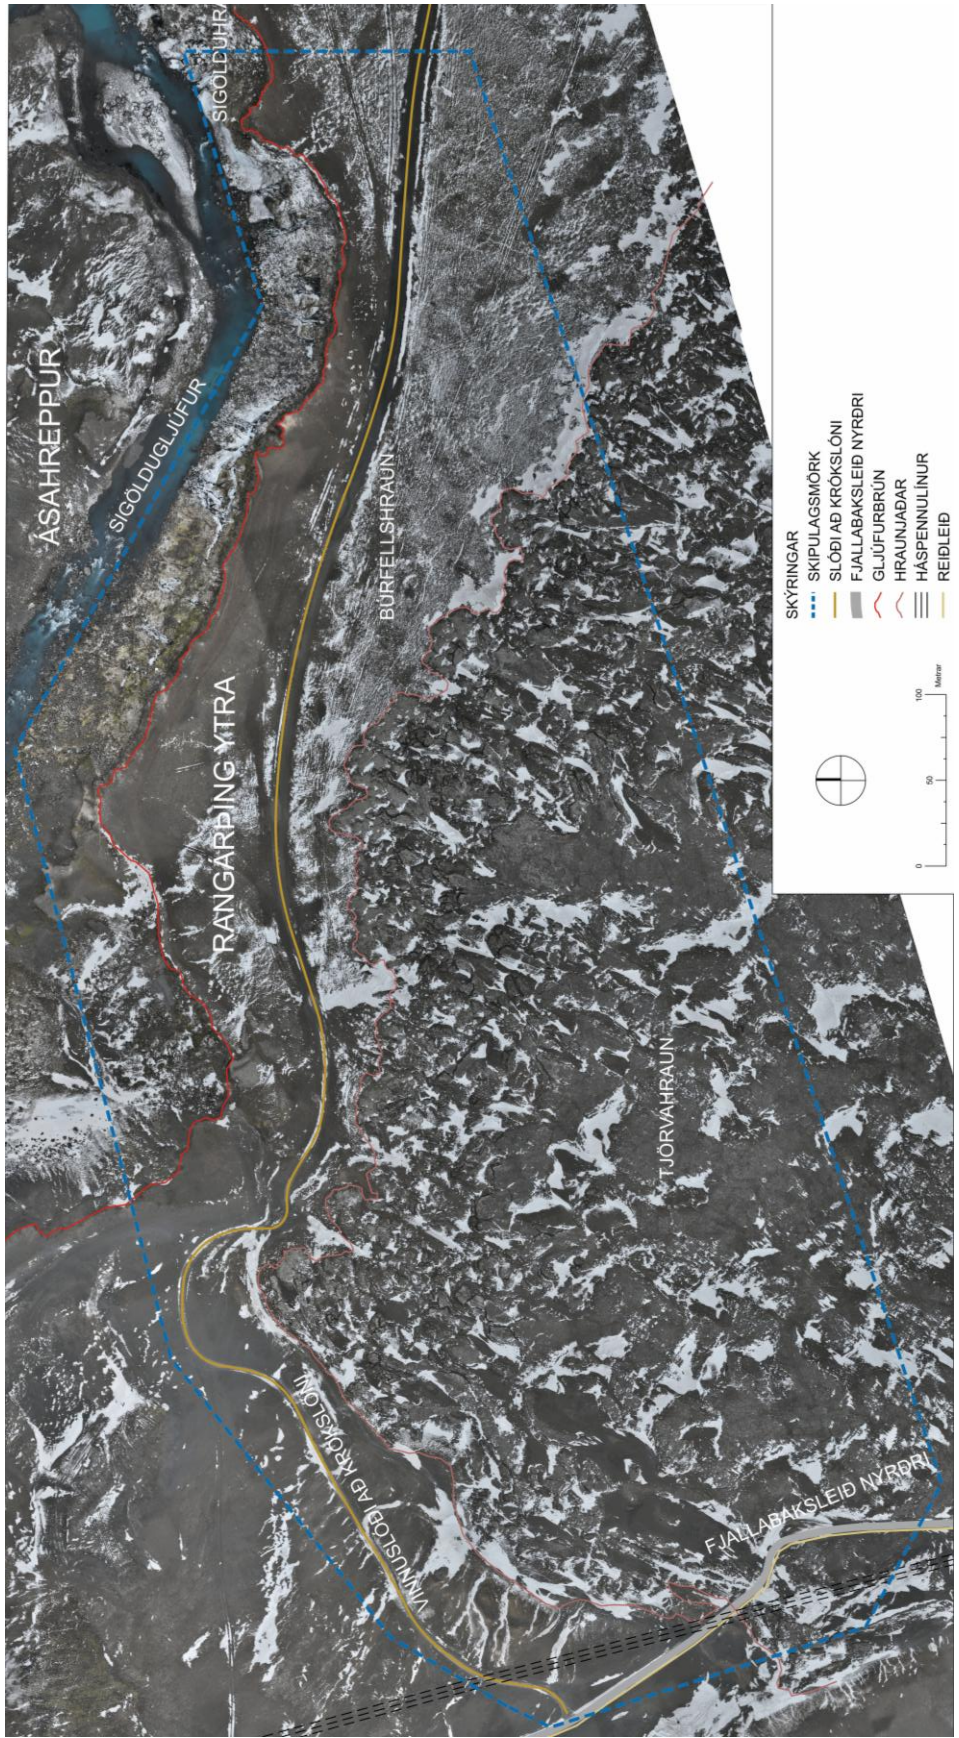 ÁSAHREPPUR
SIGÖLDUGLJÚFUR
SIGÖLDUHRA
RANGÁRÞING YTRA
BÚRFELLSHRAUN
TJÖRVAHRAUN
VINNUSLÓÐI AÐ KRÓKSLÓNI
FJALLABAKSLEIÐ NYRÐRI
SKÝRINGAR
SKIPULAGSMÖRK
SLÓÐI AÐ KRÓKSLÓNI
FJALLABAKSLEIÐ NYRÐRI
GLJÚFURBRÚN
HRAUNJAÐAR
HÁSPENNULÍNUR
REIÐLEIÐ
0 50 100
Metrar